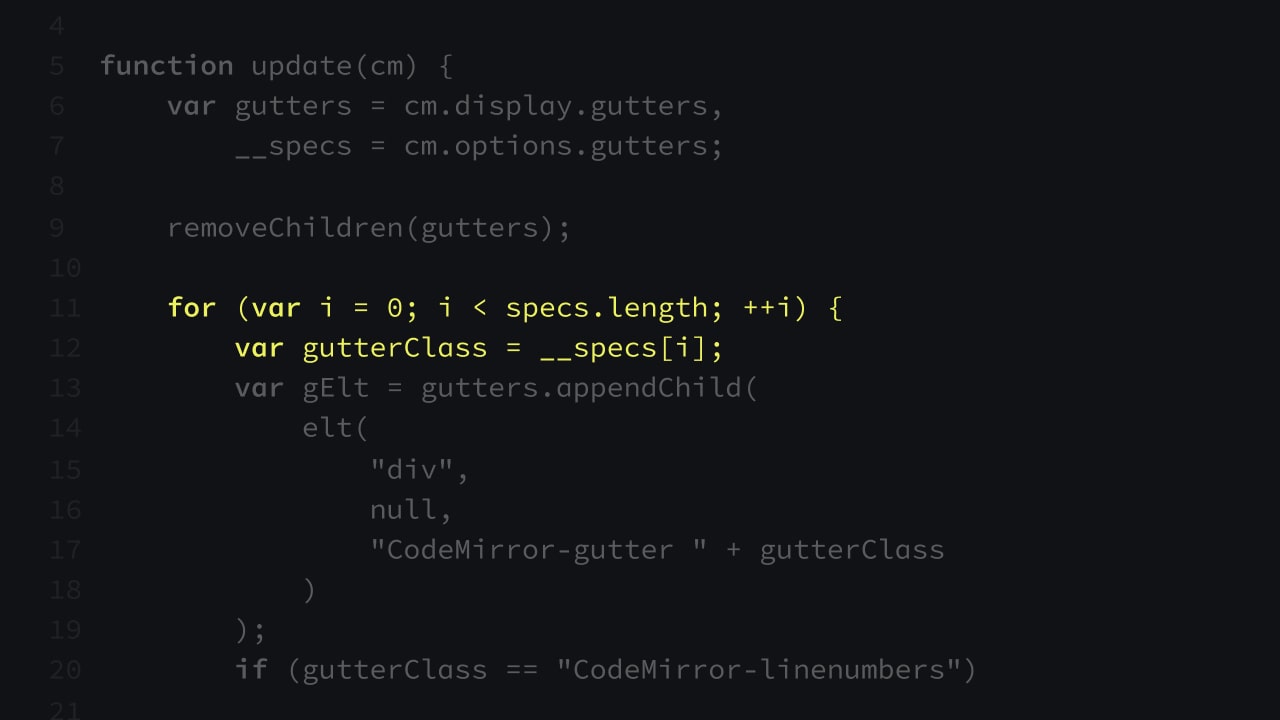 4
5 function update(cm) {
6 var gutters = cm.display.gutters,
7 __specs = cm.options.gutters;
8
9 removeChildren(gutters);
10
11 for (var i = 0; i < specs.length; ++i) {
12 var gutterClass = __specs[i];
13 var gElt = gutters.appendChild(
14 elt(
15 "div",
16 null,
17 "CodeMirror-gutter " + gutterClass
18 )
19 );
20 if (gutterClass == "CodeMirror-linenumbers")
21